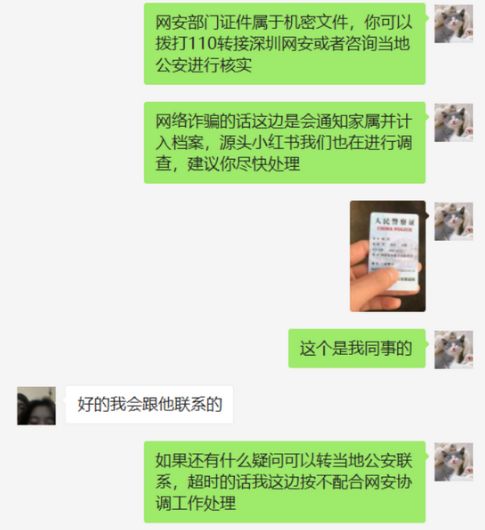 网安部门证件属于机密文件，你可以
拨打110转接深圳网安或者咨询当地
公安进行核实
网络诈骗的话这边是会通知家属并计
入档案，源头小红书我们也在进行调
查，建议你尽快处理
人民警察证
CHINA POLICE
这个是我同事的
好的我会跟他联系的
如果还有什么疑问可以转当地公安联
系，超时的话我这边按不配合网安协
调工作处理